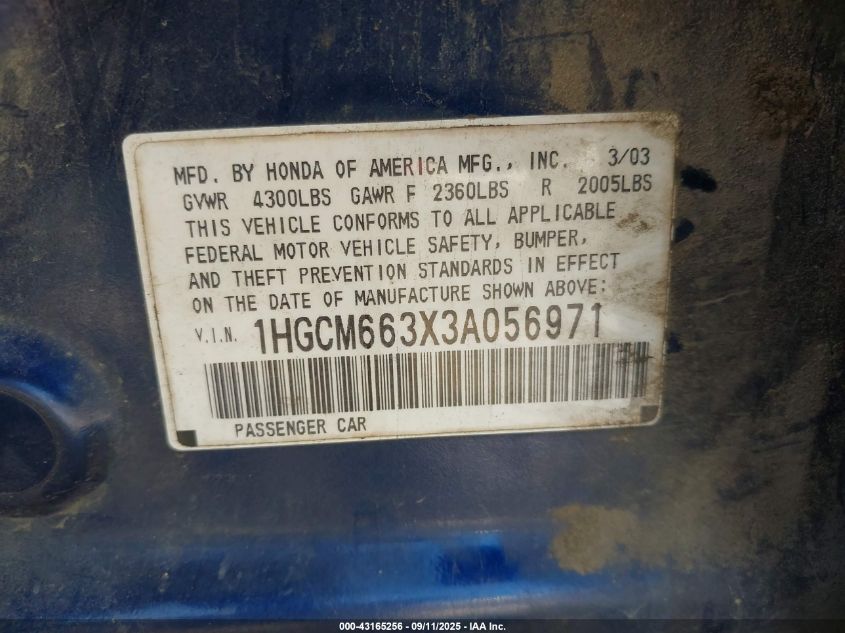 MFD. BY HONDA OF AMERICA MFG., INC. 3/03
GVWR 4300LBS GAWR F 2360LBS R 2005LBS
THIS VEHICLE CONFORMS TO ALL APPLICABLE
FEDERAL MOTOR VEHICLE SAFETY, BUMPER,
AND THEFT PREVENTION STANDARDS IN EFFECT
ON THE DATE OF MANUFACTURE SHOWN ABOVE:
V.I.N. 1HGCM663X3A056971
PASSENGER CAR
000-43165256 - 09/11/2025 - IAA Inc.